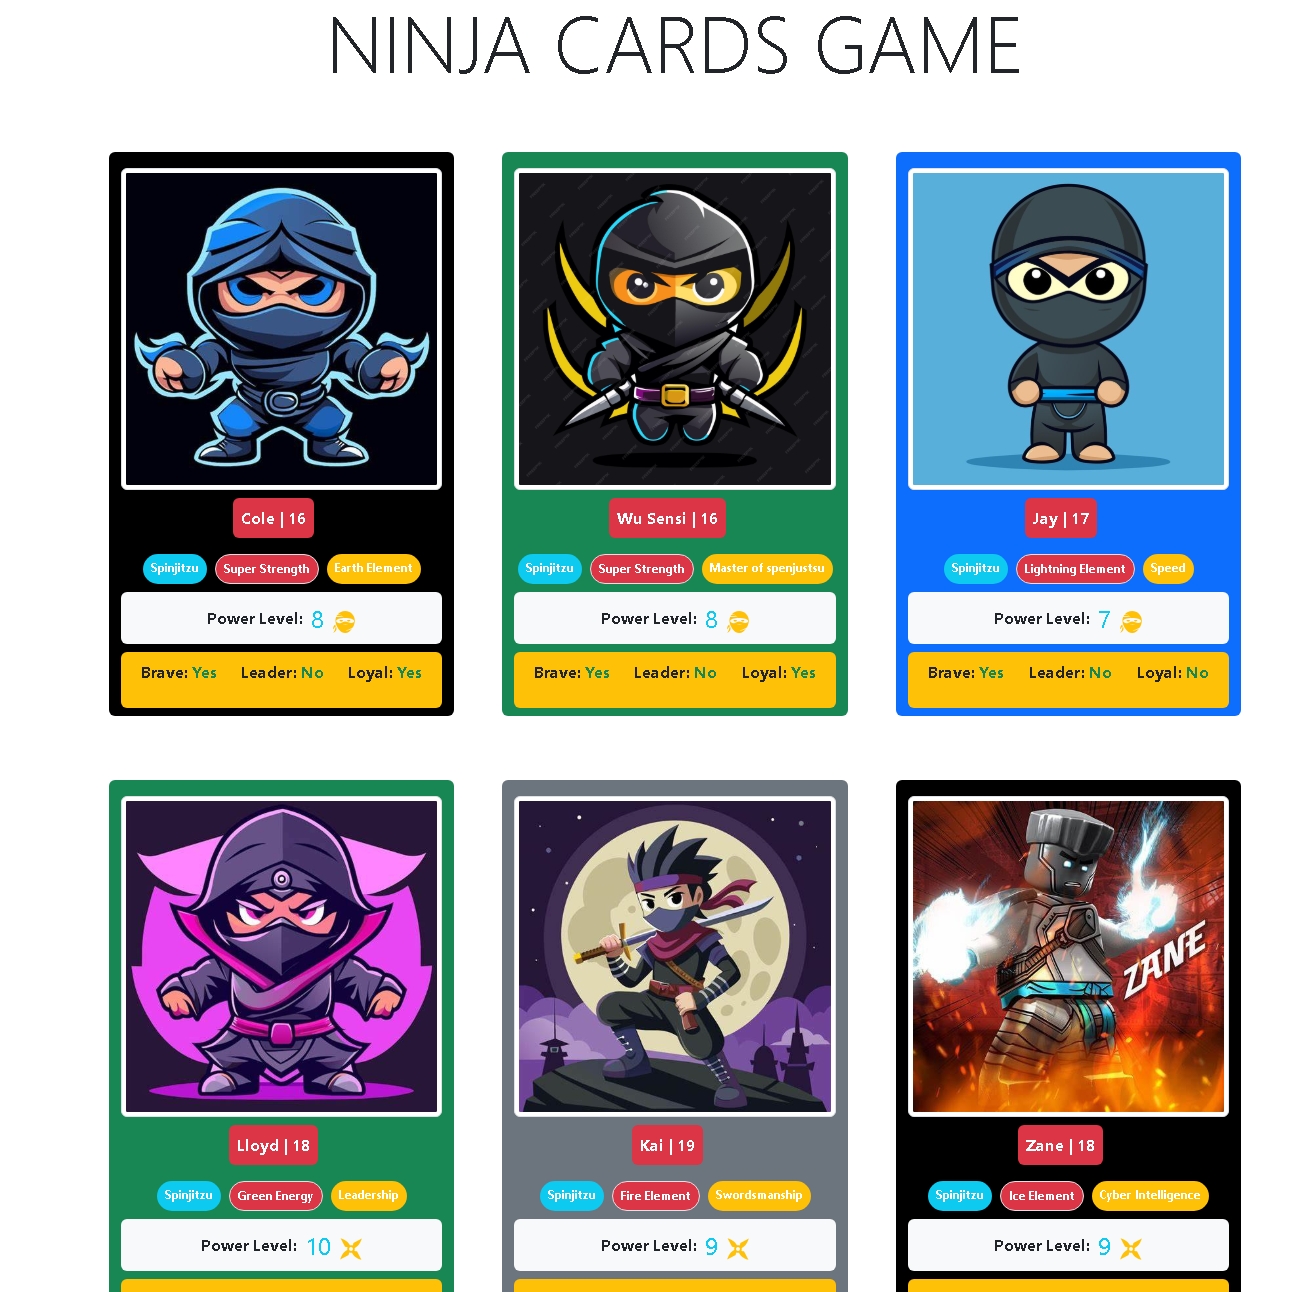 NINJA CARDS GAME
Cole | 16
Spinjitzu Super Strength Earth Element
Power Level: 8
Brave: Yes Leader: No Loyal: Yes
Wu Sensi | 16
Spinjitzu Super Strength Master of spenjustsu
Power Level: 8
Brave: Yes Leader: No Loyal: Yes
Jay | 17
Spinjitzu Lightning Element Speed
Power Level: 7
Brave: Yes Leader: No Loyal: No
Lloyd | 18
Spinjitzu Green Energy Leadership
Power Level: 10
Kai | 19
Spinjitzu Fire Element Swordsmanship
Power Level: 9
ZANE
Zane | 18
Spinjitzu Ice Element Cyber Intelligence
Power Level: 9